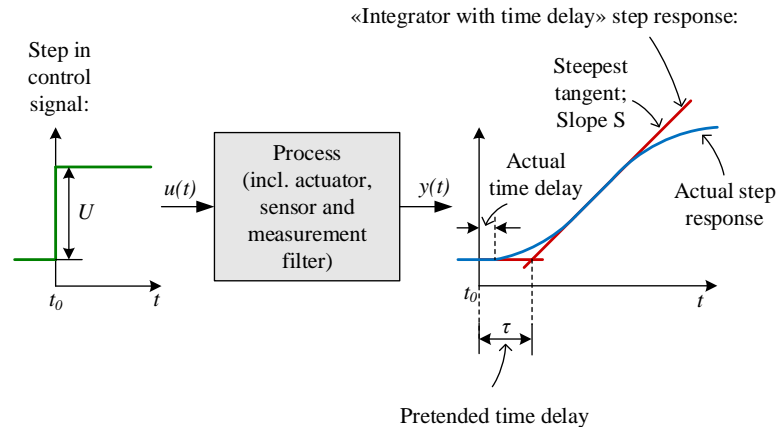 «Integrator with time delay» step response:
Step in
control
signal:
U
t0
t
u(t)
Process
(incl. actuator,
sensor and
measurement
filter)
y(t)
Steepest
tangent;
Slope S
Actual
time delay
Actual step
response
t0
t
τ
Pretended time delay